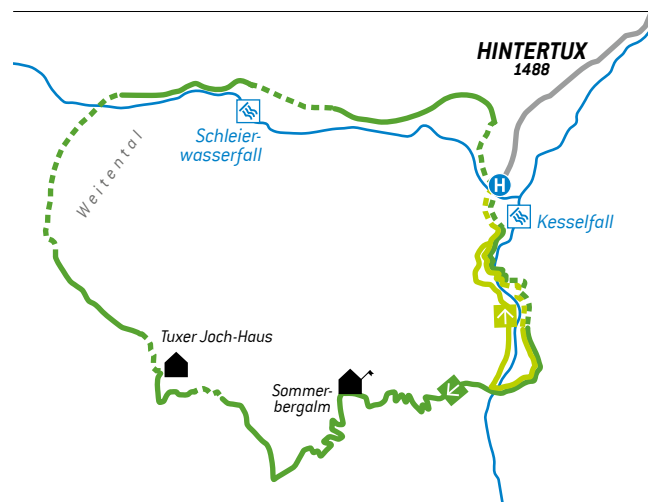 HINTERTUX
1488
Schleier-
wasserfall
Weitental
H
Kesselfall
Tuxer Joch-Haus
Sommer-
bergalm